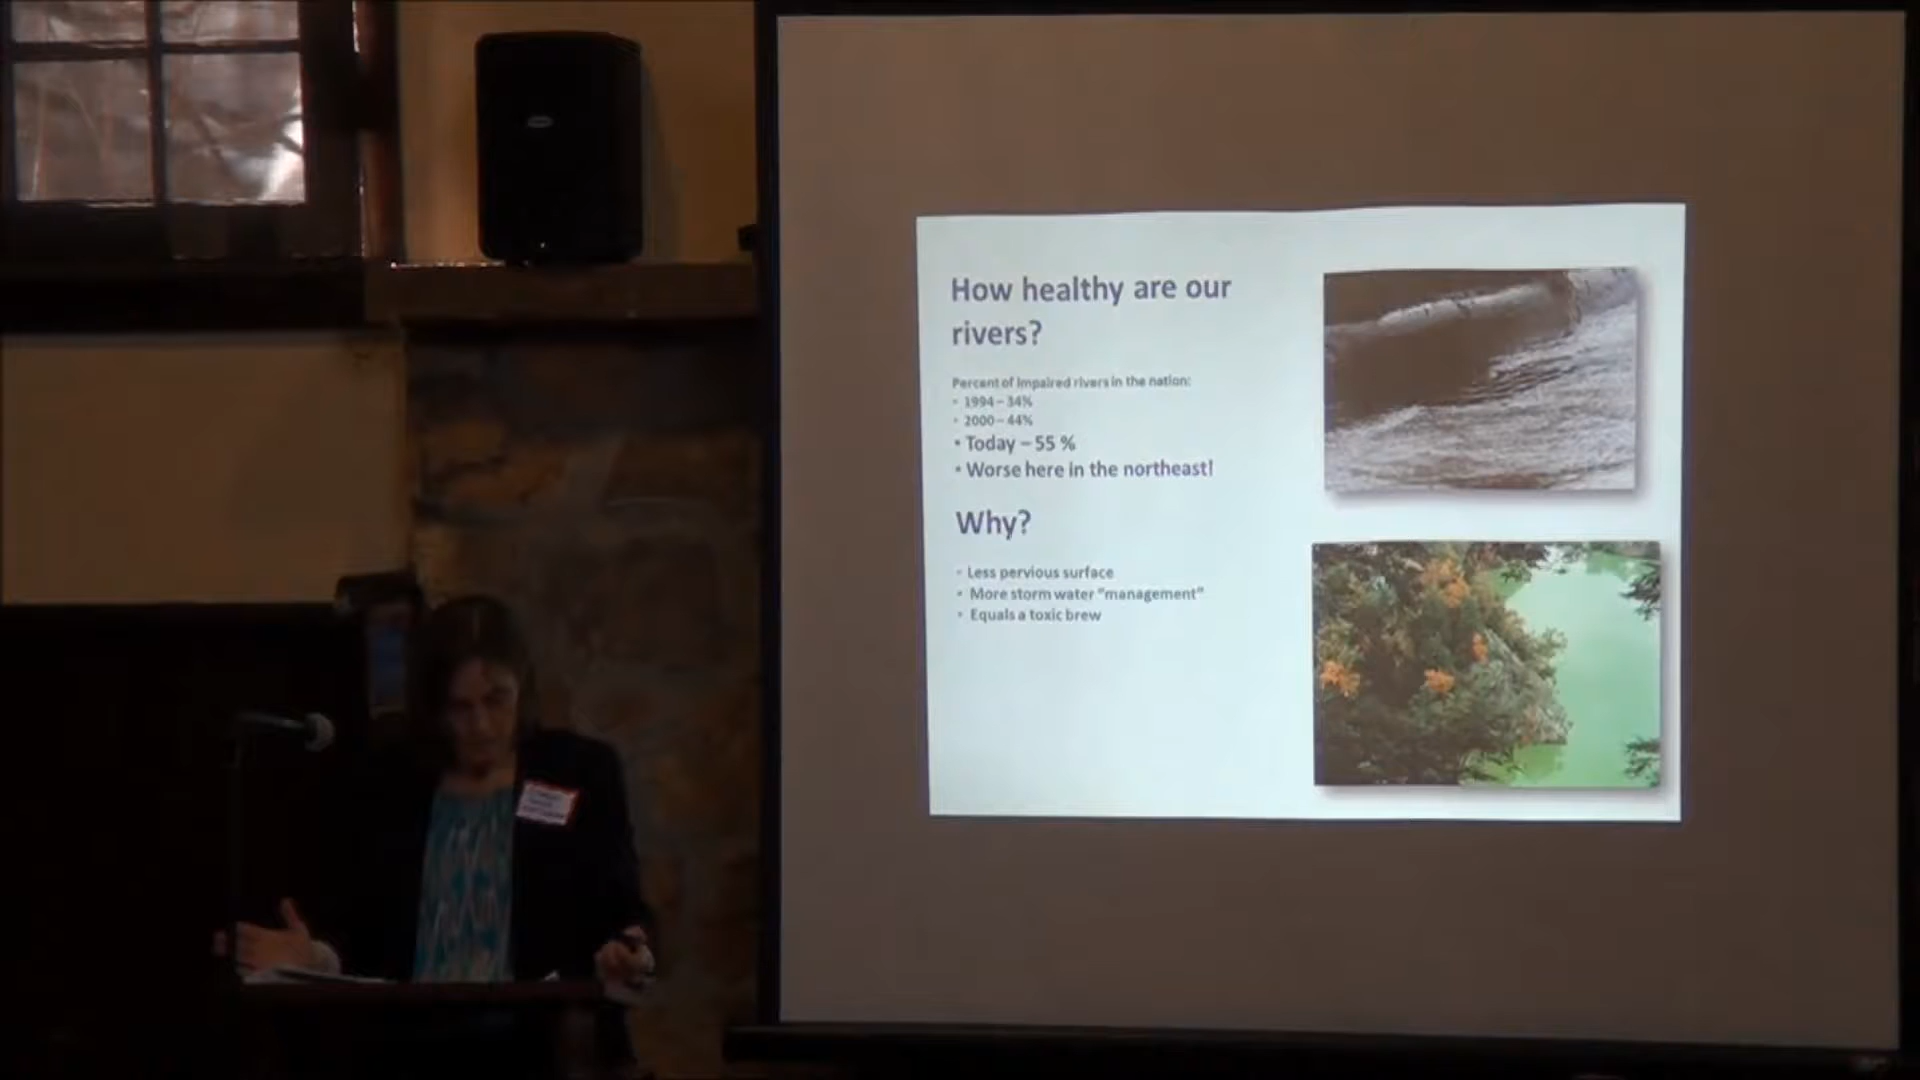 How healthy are our
rivers?
Percent of impaired rivers in the nation:
• 1994 – 34%
• 2000 – 44%
• Today – 55 %
• Worse here in the northeast!
Why?
• Less pervious surface
• More storm water “management”
• Equals a toxic brew